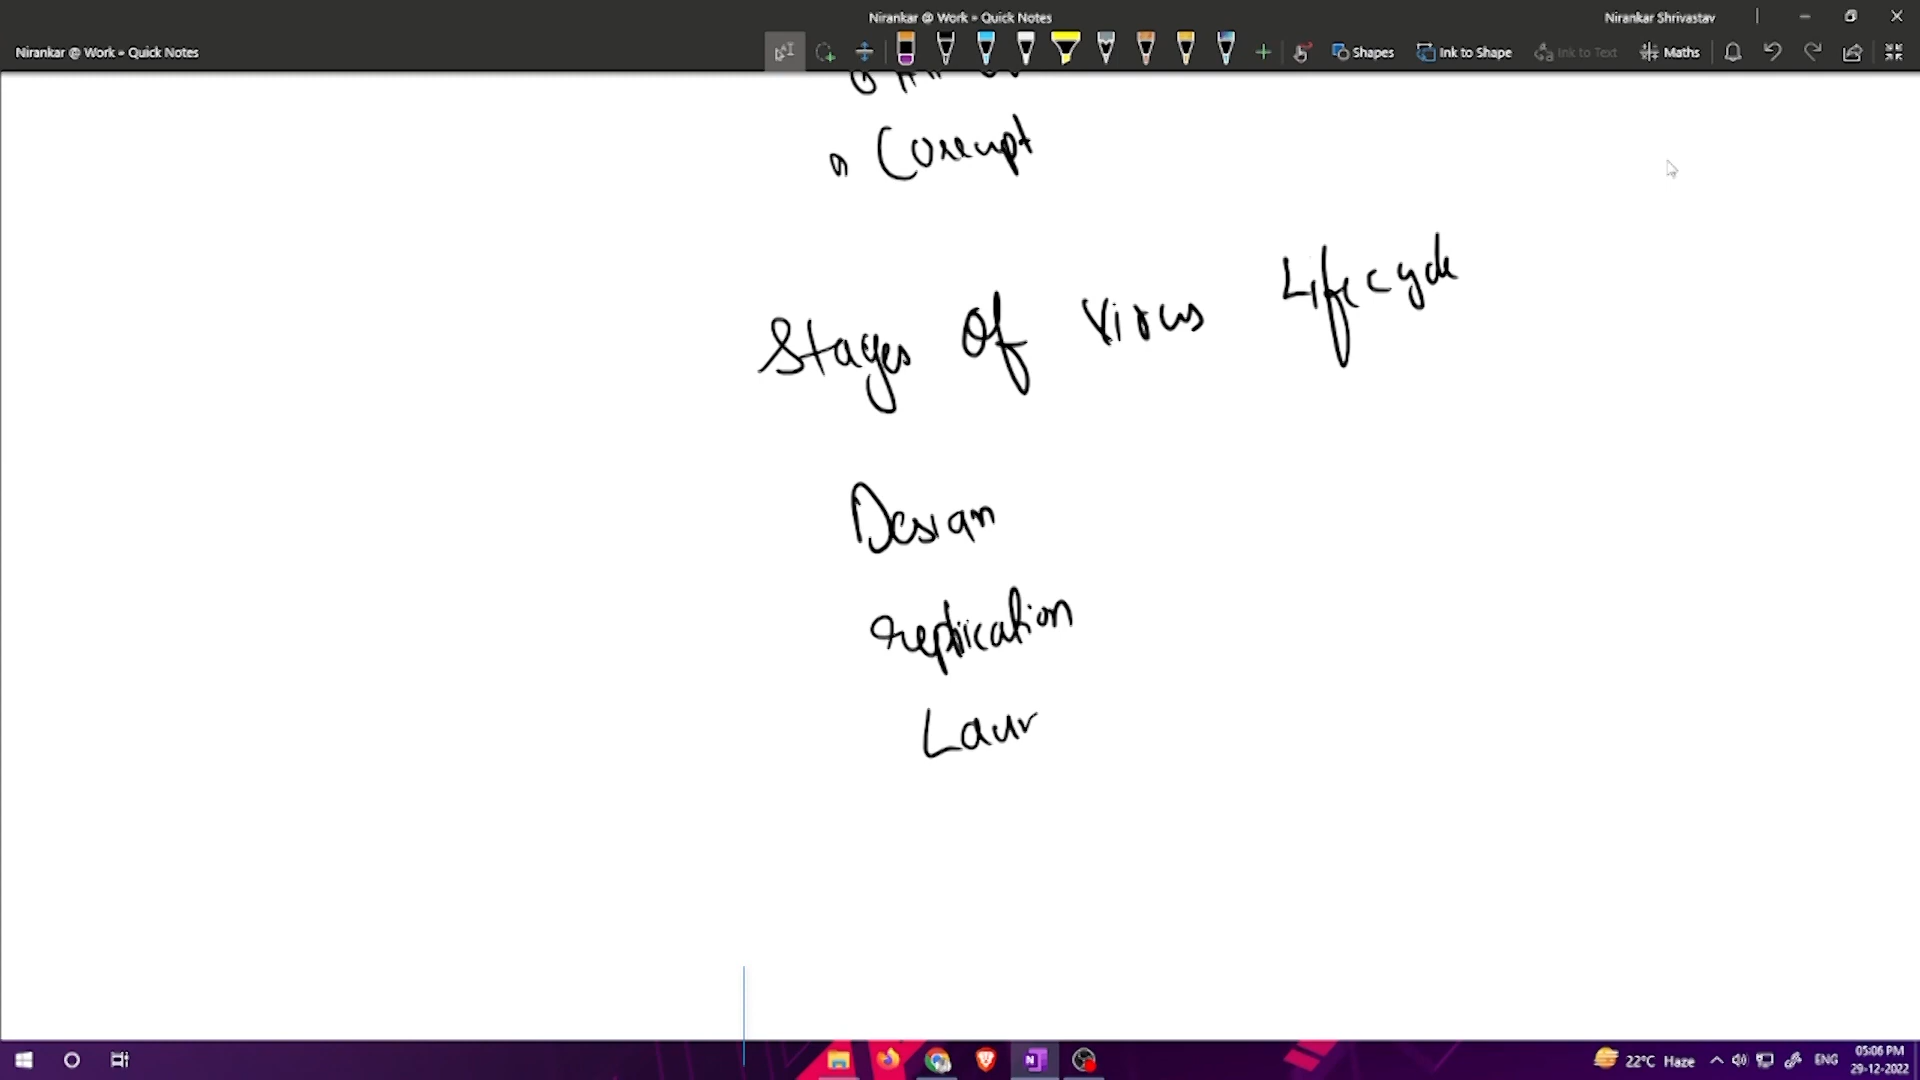 Nirankar @ Work » Quick Notes
Nirankar Shrivastav
Nirankar @ Work » Quick Notes
Shapes
Ink to Shape
Ink to Text
Maths
Corrupt
Stages of Virus Lifecycle
Design
replication
Laun
22°C Haze
ENG
05:06 PM
29-12-2022